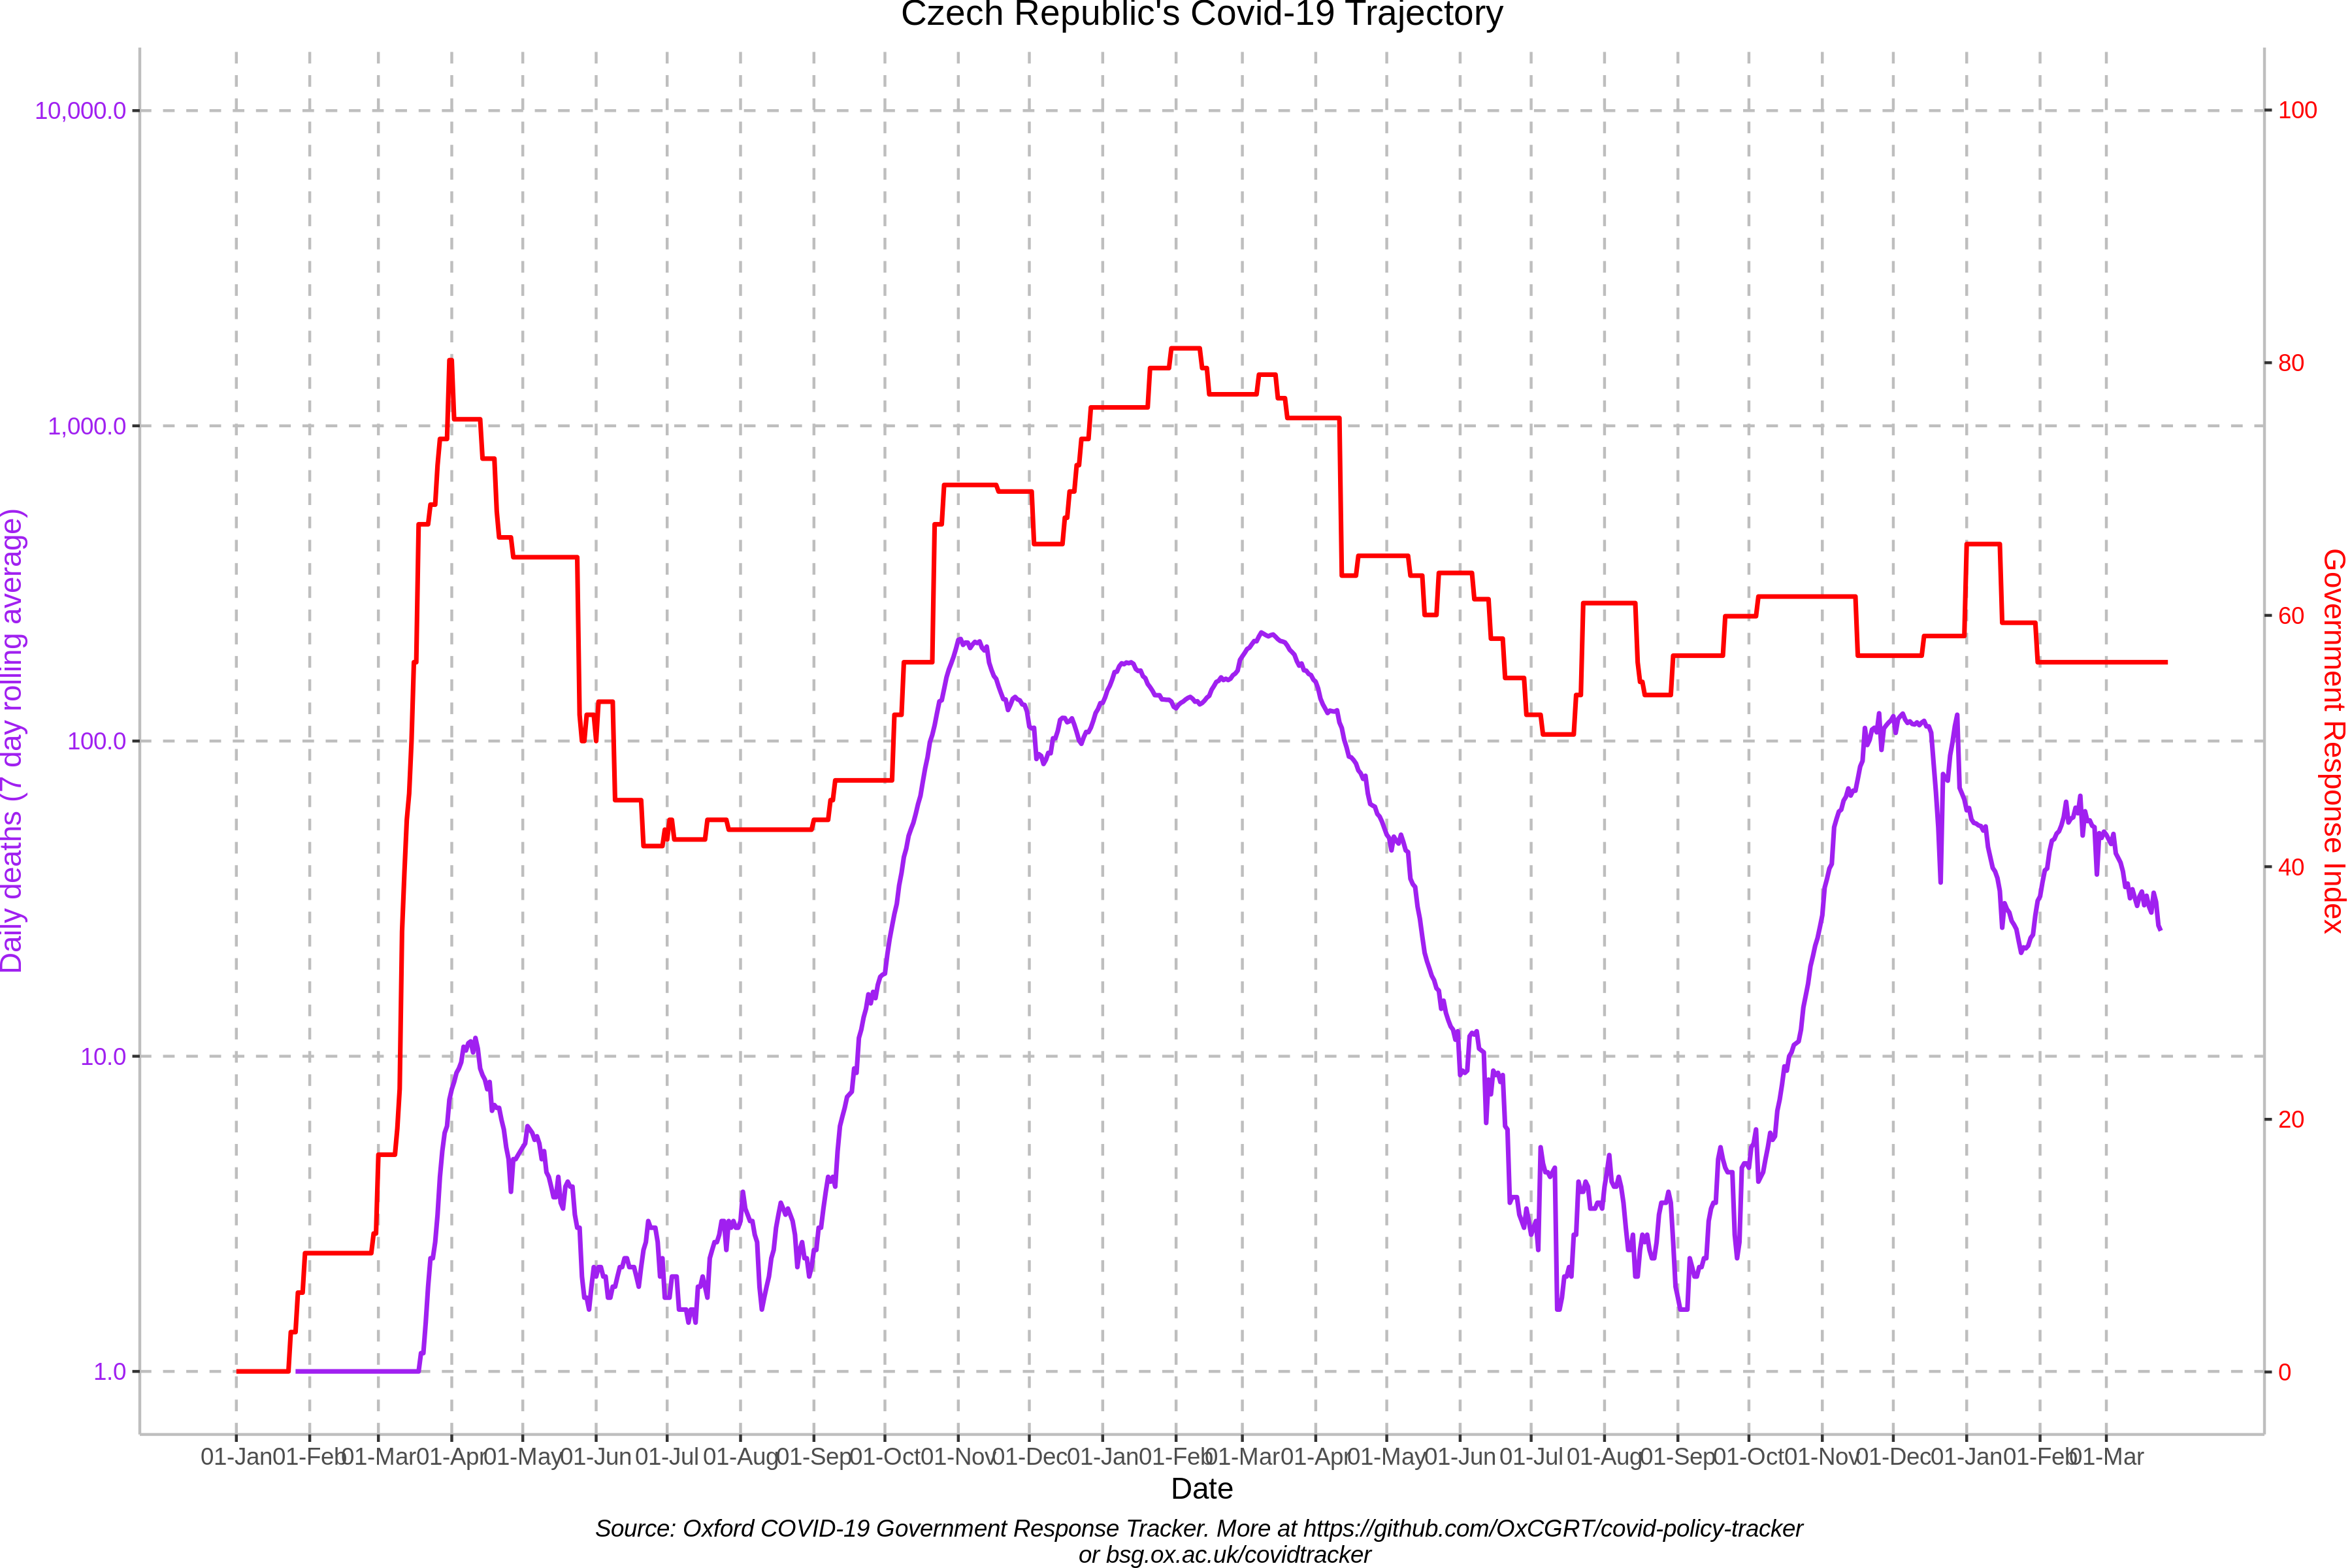 Czech Republic's Covid-19 Trajectory
10,000.0
1,000.0
100.0
10.0
1.0
Daily deaths (7 day rolling average)
100
80
60
40
20
0
Government Response Index
01-Jan 01-Feb 01-Mar 01-Apr 01-May 01-Jun 01-Jul 01-Aug 01-Sep 01-Oct 01-Nov 01-Dec 01-Jan 01-Feb 01-Mar 01-Apr 01-May 01-Jun 01-Jul 01-Aug 01-Sep 01-Oct 01-Nov 01-Dec 01-Jan 01-Feb 01-Mar
Date
Source: Oxford COVID-19 Government Response Tracker. More at https://github.com/OxCGRT/covid-policy-tracker
or bsg.ox.ac.uk/covidtracker